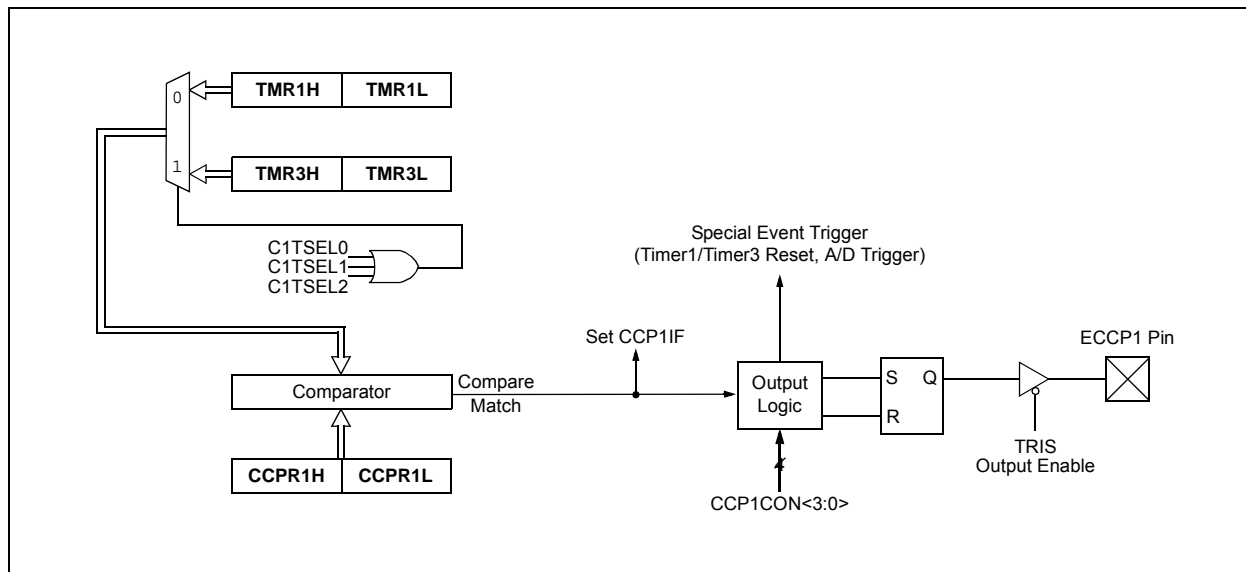 0
TMR1H TMR1L
1
TMR3H TMR3L
C1TSEL0
C1TSEL1
C1TSEL2
Special Event Trigger
(Timer1/Timer3 Reset, A/D Trigger)
Set CCP1IF
ECCP1 Pin
Comparator
Compare
Match
Output
Logic
S Q
R
TRIS
Output Enable
CCPR1H CCPR1L
4
CCP1CON<3:0>